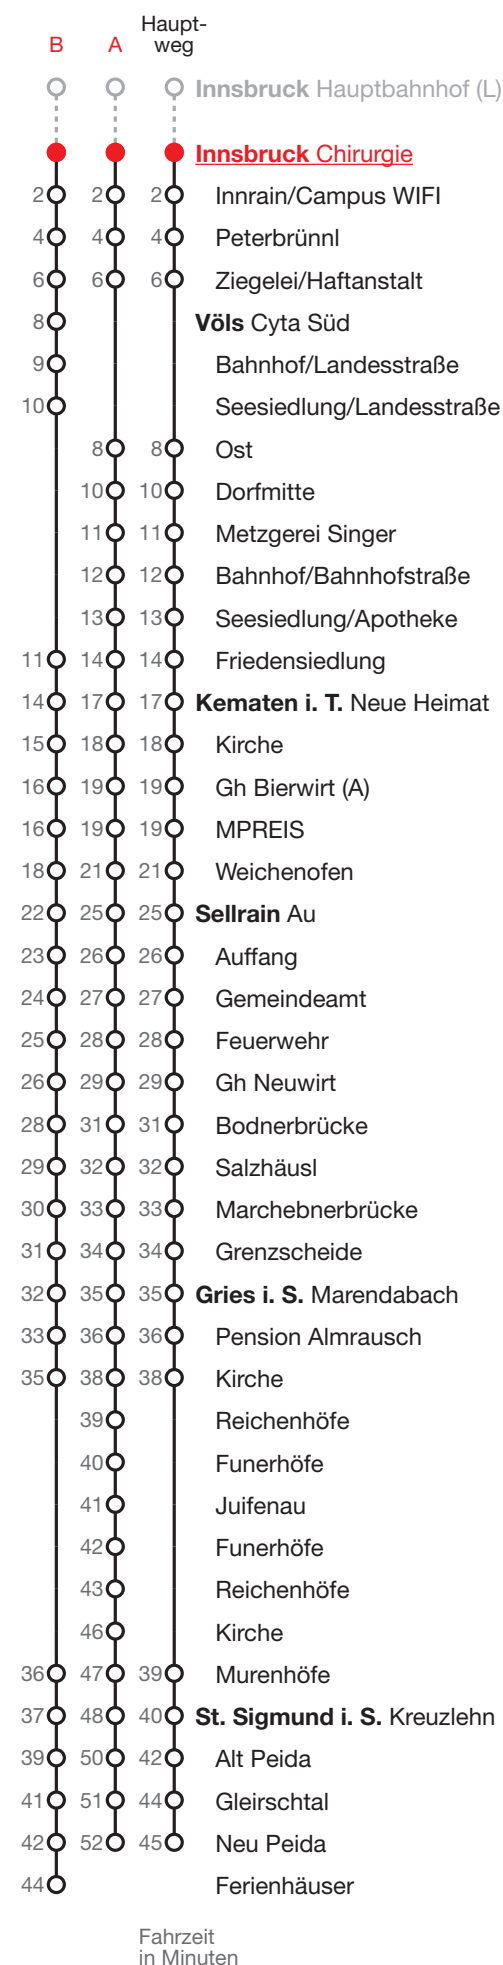 Haupt-
B A weg
Innsbruck Hauptbahnhof (L)
Innsbruck Chirurgie
2 2 2 Innrain/Campus WIFI
4 4 4 Peterbrünnl
6 6 6 Ziegelei/Haftanstalt
8 Völs Cyta Süd
9 Bahnhof/Landesstraße
10 Seesiedlung/Landesstraße
8 8 Ost
10 10 Dorfmitte
11 11 Metzgerei Singer
12 12 Bahnhof/Bahnhofstraße
13 13 Seesiedlung/Apotheke
11 14 14 Friedensiedlung
14 17 17 Kematen i. T. Neue Heimat
15 18 18 Kirche
16 19 19 Gh Bierwirt (A)
16 19 19 MPREIS
18 21 21 Weichenofen
22 25 25 Sellrain Au
23 26 26 Auffang
24 27 27 Gemeindeamt
25 28 28 Feuerwehr
26 29 29 Gh Neuwirt
28 31 31 Bodnerbrücke
29 32 32 Salzhäusl
30 33 33 Marchebnerbrücke
31 34 34 Grenzscheide
32 35 35 Gries i. S. Marendabach
33 36 36 Pension Almrausch
35 38 38 Kirche
39 Reichenhöfe
40 Funerhöfe
41 Juifenau
42 Funerhöfe
43 Reichenhöfe
46 Kirche
36 47 39 Murenhöfe
37 48 40 St. Sigmund i. S. Kreuzlehn
39 50 42 Alt Peida
41 51 44 Gleirschtal
42 52 45 Neu Peida
44 Ferienhäuser
Fahrzeit
in Minuten